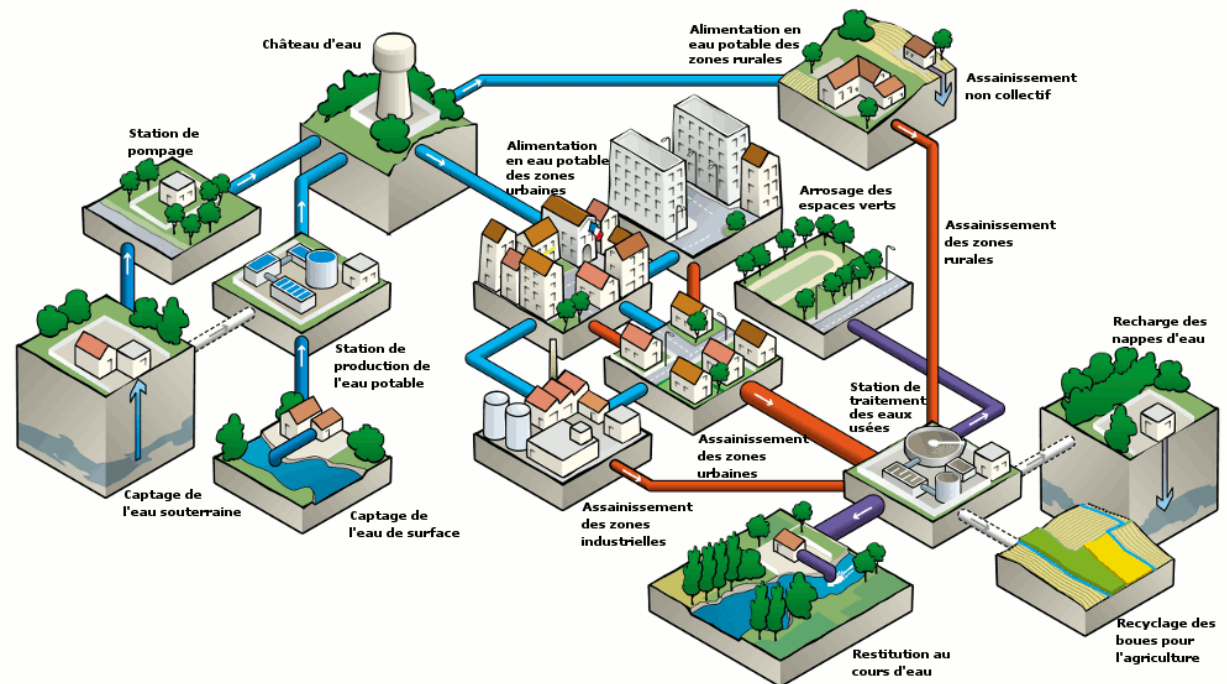 Château d'eau
Alimentation en
eau potable des
zones rurales
Assainissement
non collectif
Station de
pompage
Alimentation
en eau potable
des zones
urbaines
Arrosage des
espaces verts
Assainissement
des zones
rurales
Recharge des
nappes d'eau
Station de
production de
l'eau potable
Station de
traitement
des eaux
usées
Assainissement
des zones
urbaines
Captage de
l'eau souterraine
Captage de
l'eau de surface
Assainissement
des zones
industrielles
Restitution au
cours d'eau
Recyclage des
boues pour
l'agriculture